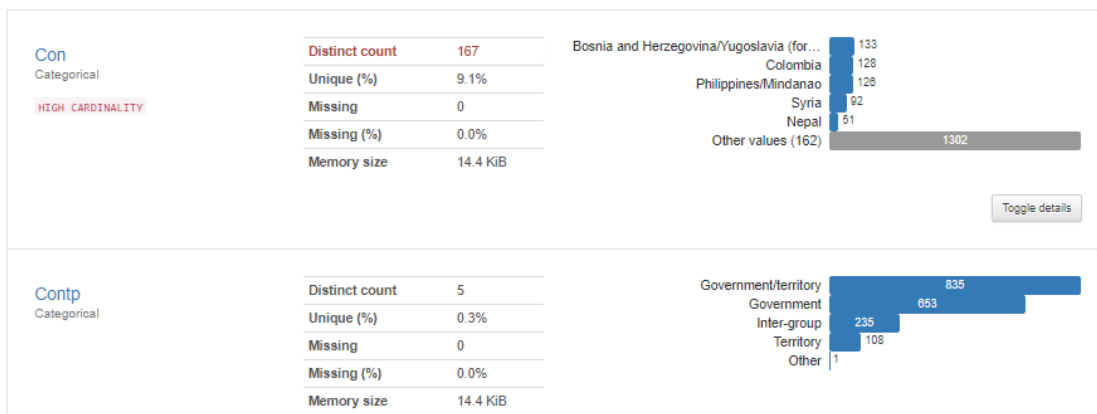 Con
Categorical
HIGH CARDINALITY
Distinct count 167
Unique (%) 9.1%
Missing 0
Missing (%) 0.0%
Memory size 14.4 KiB
Bosnia and Herzegovina/Yugoslavia (for... 133
Colombia 128
Philippines/Mindanao 126
Syria 92
Nepal 51
Other values (162) 1302
Toggle details
Contp
Categorical
Distinct count 5
Unique (%) 0.3%
Missing 0
Missing (%) 0.0%
Memory size 14.4 KiB
Government/territory 835
Government 653
Inter-group 235
Territory 108
Other 1